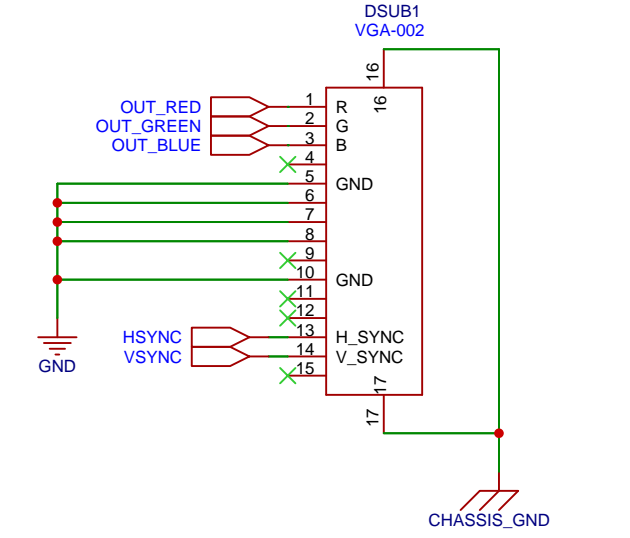 DSUB1
VGA-002
16
16
OUT_RED 1 R
OUT_GREEN 2 G
OUT_BLUE 3 B
4
5 GND
6
7
8
9
10 GND
11
12
HSYNC 13 H_SYNC
VSYNC 14 V_SYNC
15
17
17
GND
CHASSIS_GND